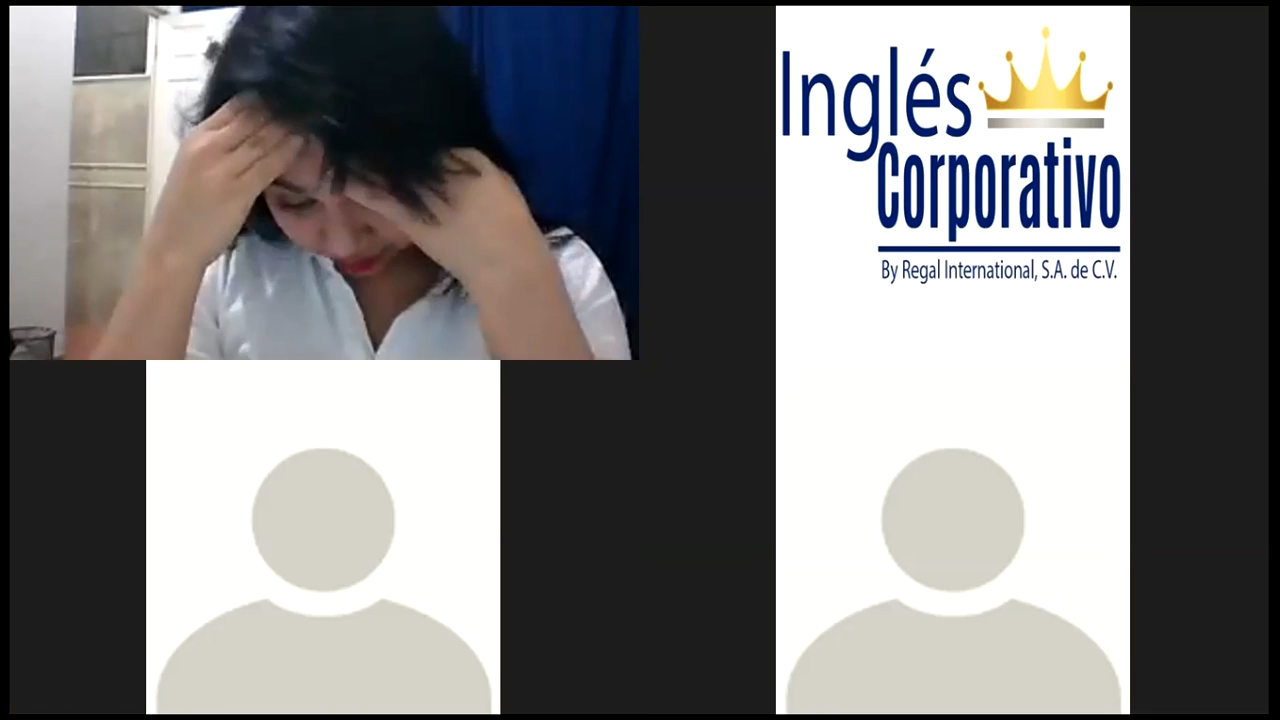 Inglés
Corporativo
By Regal International, S.A. de C.V.